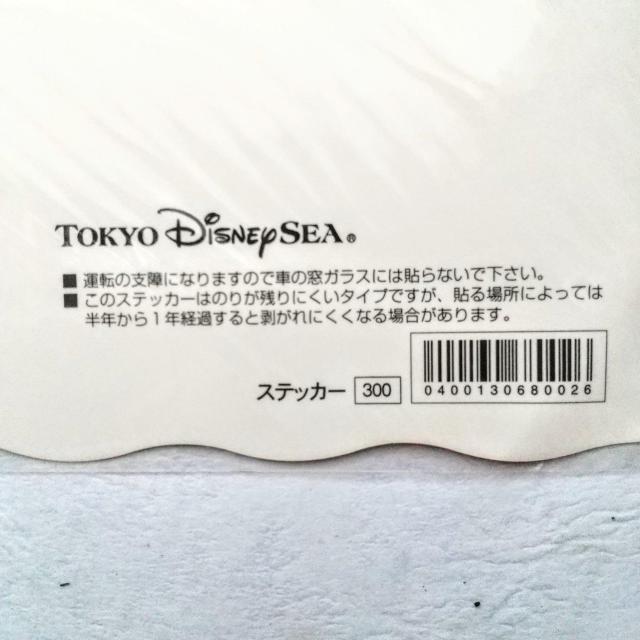 TOKYO DisNEY SEA®
■ 運転の支障になりますので車の窓ガラスには貼らないで下さい。
■ このステッカーはのりが残りにくいタイプですが、貼る場所によっては
半年から1年経過すると剥がれにくくなる場合があります。
ステッカー 300
0400130680026